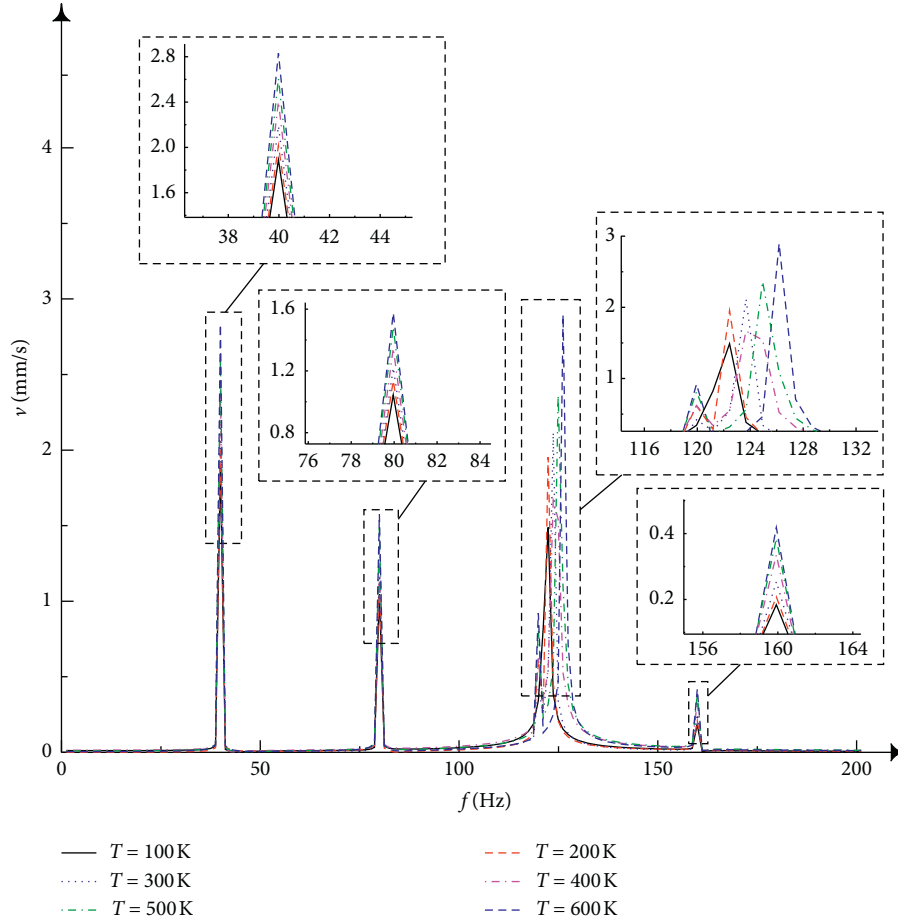 2.8
2.4
2.0
1.6
38 40 42 44
4
3
2
1
0
v (mm/s)
1.6
1.2
0.8
76 78 80 82 84
3
2
1
116 120 124 128 132
0.4
0.2
156 160 164
0 50 100 150 200
f (Hz)
T = 100 K
T = 200 K
T = 300 K
T = 400 K
T = 500 K
T = 600 K